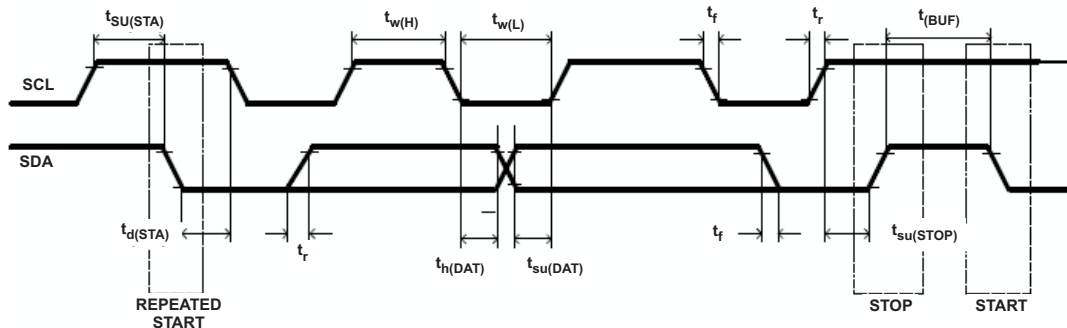 tSU(STA)
tw(H)
tw(L)
tf
tr
t(BUF)
SCL
SDA
td(STA)
tr
th(DAT)
tsu(DAT)
tf
tsu(STOP)
REPEATED
START
STOP
START